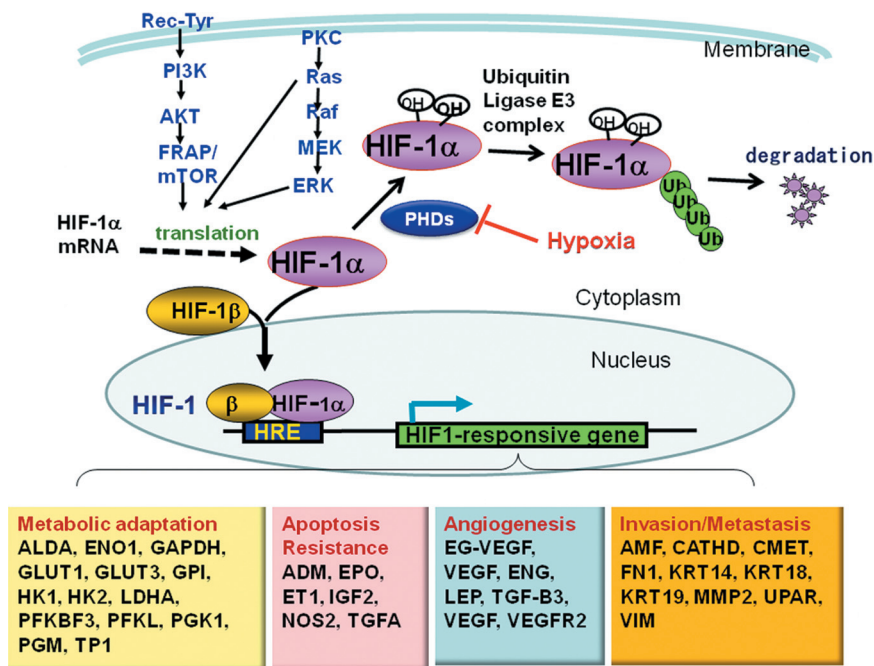 Rec-Tyr
PI3K
AKT
FRAP/
mTOR
PKC
Ras
Raf
MEK
ERK
Membrane
OH OH
HIF-1α
Ubiquitin
Ligase E3
complex
OH OH
HIF-1α
Ub
Ub
Ub
Ub
degradation
HIF-1α
mRNA
translation
HIF-1α
PHDs
Hypoxia
HIF-1β
Cytoplasm
Nucleus
HIF-1
β
HIF-1α
HRE
HIF1-responsive gene
Metabolic adaptation
ALDA, ENO1, GAPDH,
GLUT1, GLUT3, GPI,
HK1, HK2, LDHA,
PFKBF3, PFKL, PGK1,
PGM, TP1
Apoptosis
Resistance
ADM, EPO,
ET1, IGF2,
NOS2, TGFA
Angiogenesis
EG-VEGF,
VEGF, ENG,
LEP, TGF-B3,
VEGF, VEGFR2
Invasion/Metastasis
AMF, CATHD, CMET,
FN1, KRT14, KRT18,
KRT19, MMP2, UPAR,
VIM